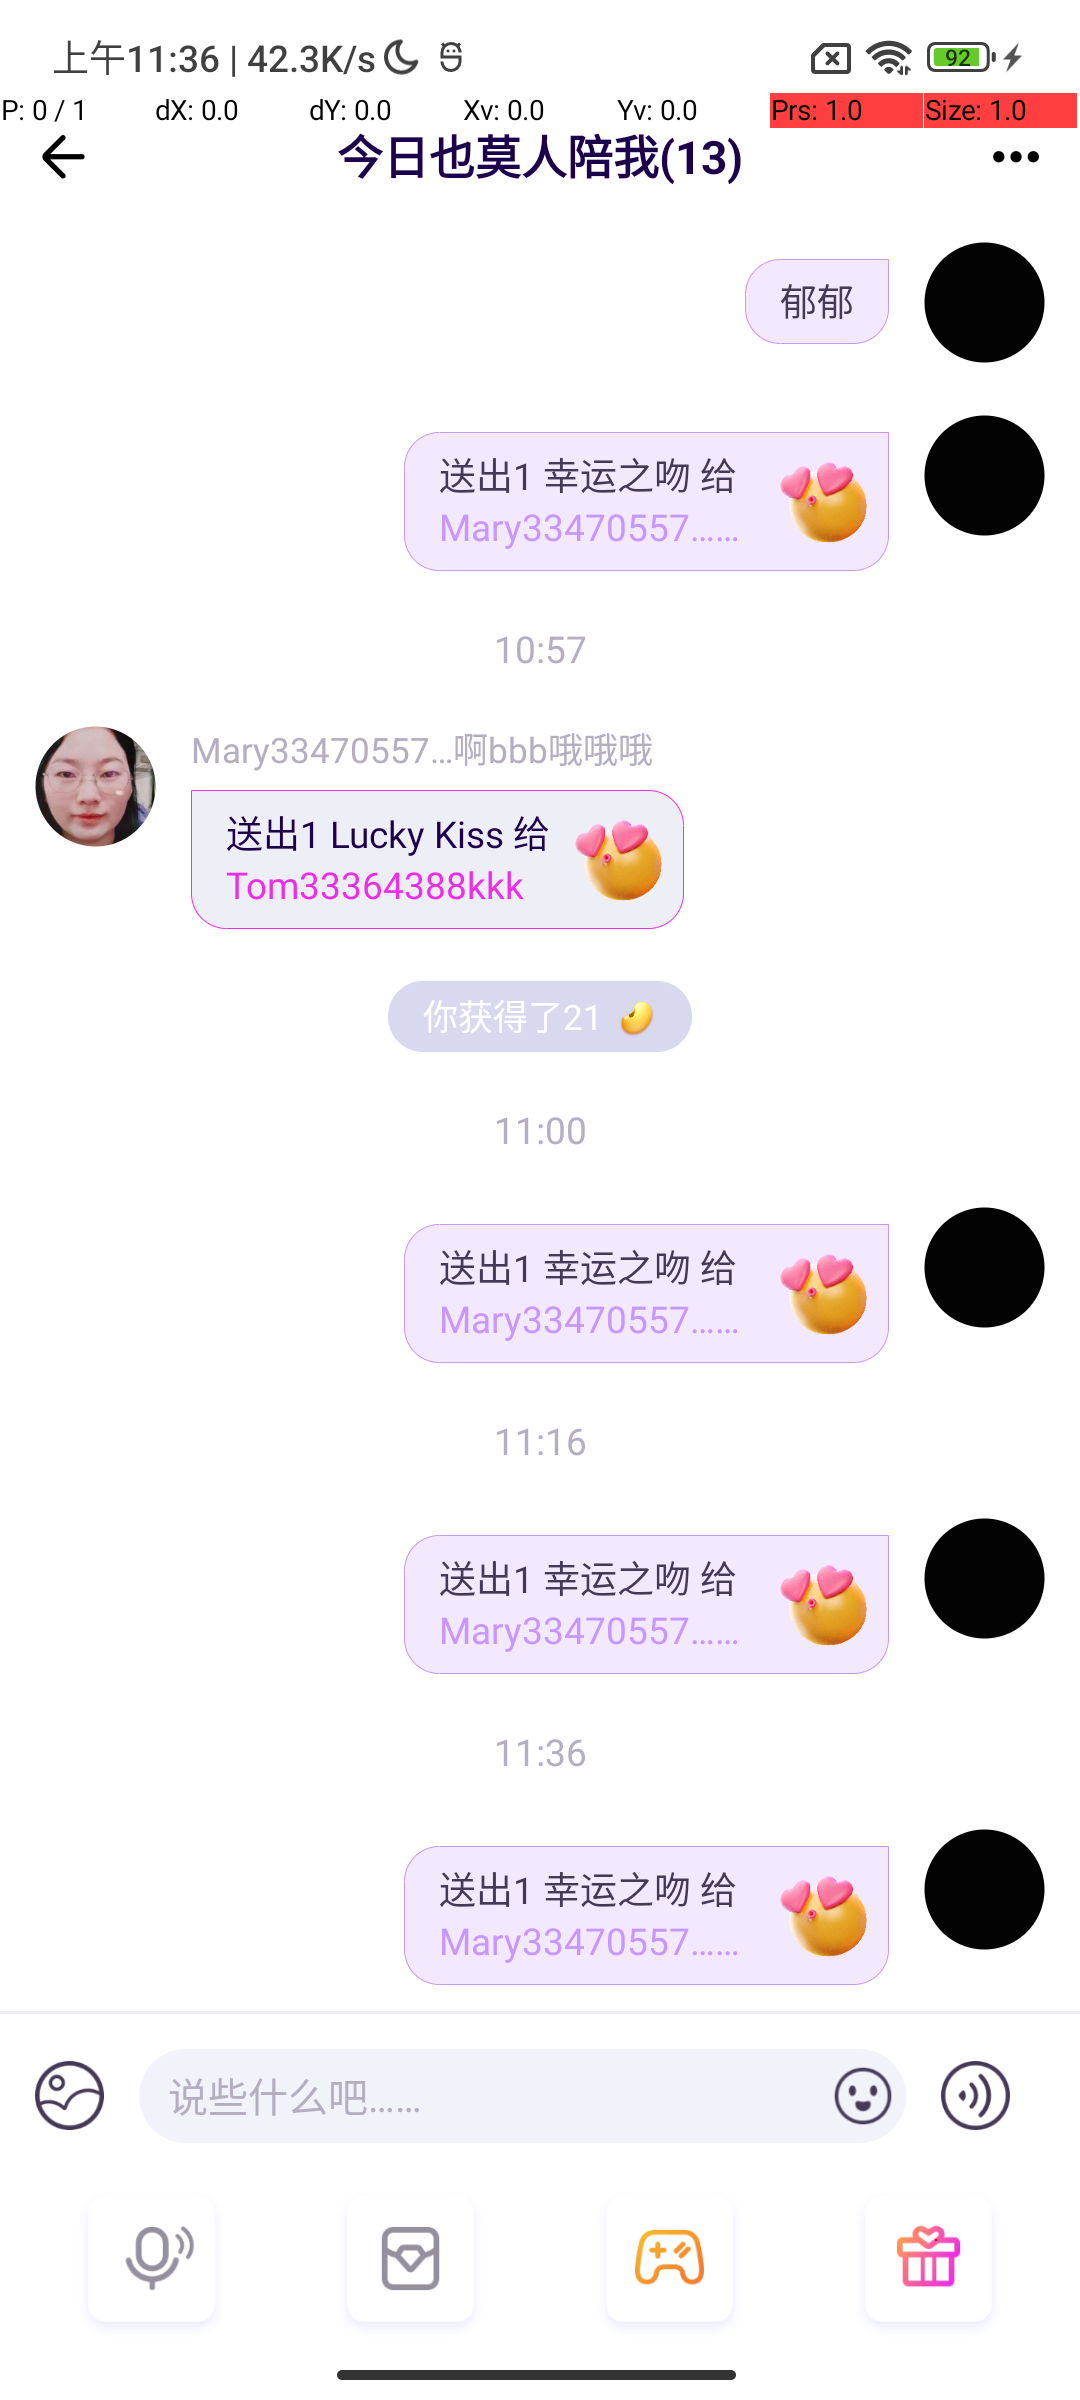 上午11:36 | 42.3K/s
92
P: 0 / 1 dX: 0.0 dY: 0.0 Xv: 0.0 Yv: 0.0 Prs: 1.0 Size: 1.0
今日也莫人陪我(13)
郁郁
送出1 幸运之吻 给
Mary33470557……
10:57
Mary33470557…啊bbb哦哦哦
送出1 Lucky Kiss 给
Tom33364388kkk
你获得了21
11:00
送出1 幸运之吻 给
Mary33470557……
11:16
送出1 幸运之吻 给
Mary33470557……
11:36
送出1 幸运之吻 给
Mary33470557……
说些什么吧……